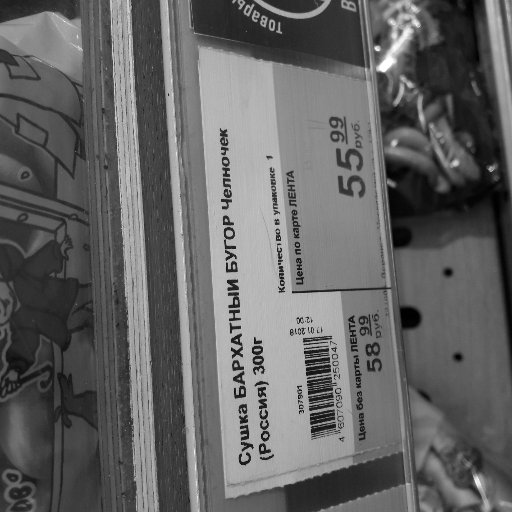 товары
Сушка БАРХАТНЫЙ БУГОР Челночек
(Россия) 300г
Количество в упаковке 1
Цена по карте ЛЕНТА
55 99
руб.
307901
17.01.2018
12:00
4 607090 250047
Цена без карты ЛЕНТА
58 99
руб.